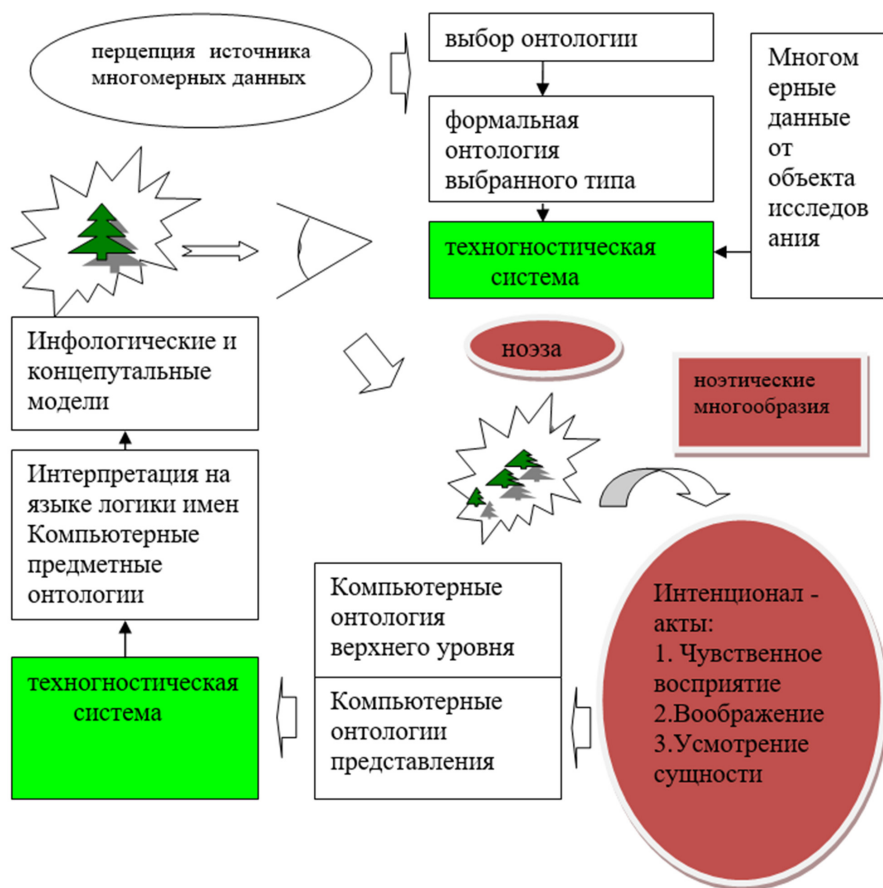 перцепция источника
многомерных данных
выбор онтологии
формальная
онтология
выбранного типа
техногностическая
система
Многом
ерные
данные
от
объекта
исследов
ания
Инфологические и
концепутальные
модели
ноэза
ноэтические
многообразия
Интерпретация на
языке логики имен
Компьютерные
предметные
онтологии
техногностическая
система
Компьютерные
онтология
верхнего уровня
Компьютерные
онтологии
представления
Интенционал -
акты:
1. Чувственное
восприятие
2.Воображение
3.Усмотрение
сущности